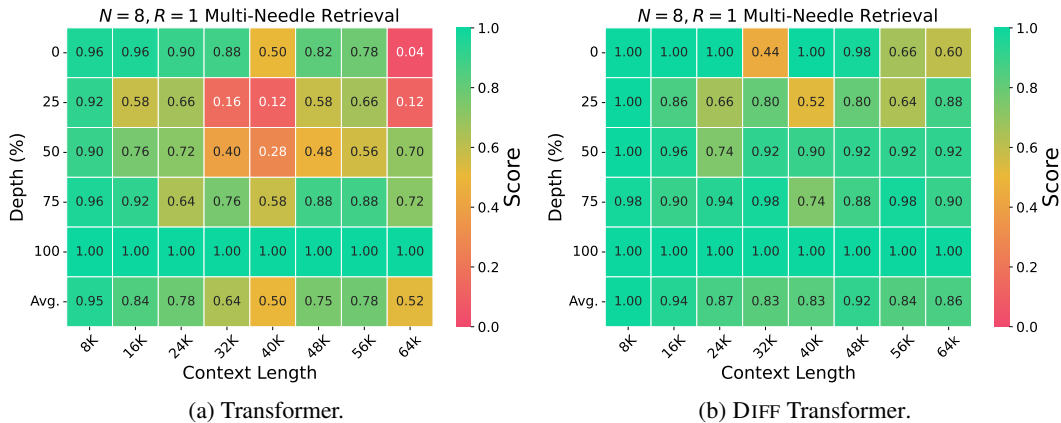 N = 8, R = 1 Multi-Needle Retrieval
0 0.96 0.96 0.90 0.88 0.50 0.82 0.78 0.04
25 0.92 0.58 0.66 0.16 0.12 0.58 0.66 0.12
50 0.90 0.76 0.72 0.40 0.28 0.48 0.56 0.70
75 0.96 0.92 0.64 0.76 0.58 0.88 0.88 0.72
100 1.00 1.00 1.00 1.00 1.00 1.00 1.00 1.00
Avg. 0.95 0.84 0.78 0.64 0.50 0.75 0.78 0.52
8K 16K 24K 32K 40K 48K 56K 64k
Depth (%)
Context Length
1.0
0.8
0.6
0.4
0.2
0.0
Score
(a) Transformer.
N = 8, R = 1 Multi-Needle Retrieval
0 1.00 1.00 1.00 0.44 1.00 0.98 0.66 0.60
25 1.00 0.86 0.66 0.80 0.52 0.80 0.64 0.88
50 1.00 0.96 0.74 0.92 0.90 0.92 0.92 0.92
75 0.98 0.90 0.94 0.98 0.74 0.88 0.98 0.90
100 1.00 1.00 1.00 1.00 1.00 1.00 1.00 1.00
Avg. 1.00 0.94 0.87 0.83 0.83 0.92 0.84 0.86
8K 16K 24K 32K 40K 48K 56K 64k
Depth (%)
Context Length
1.0
0.8
0.6
0.4
0.2
0.0
Score
(b) DIFF Transformer.